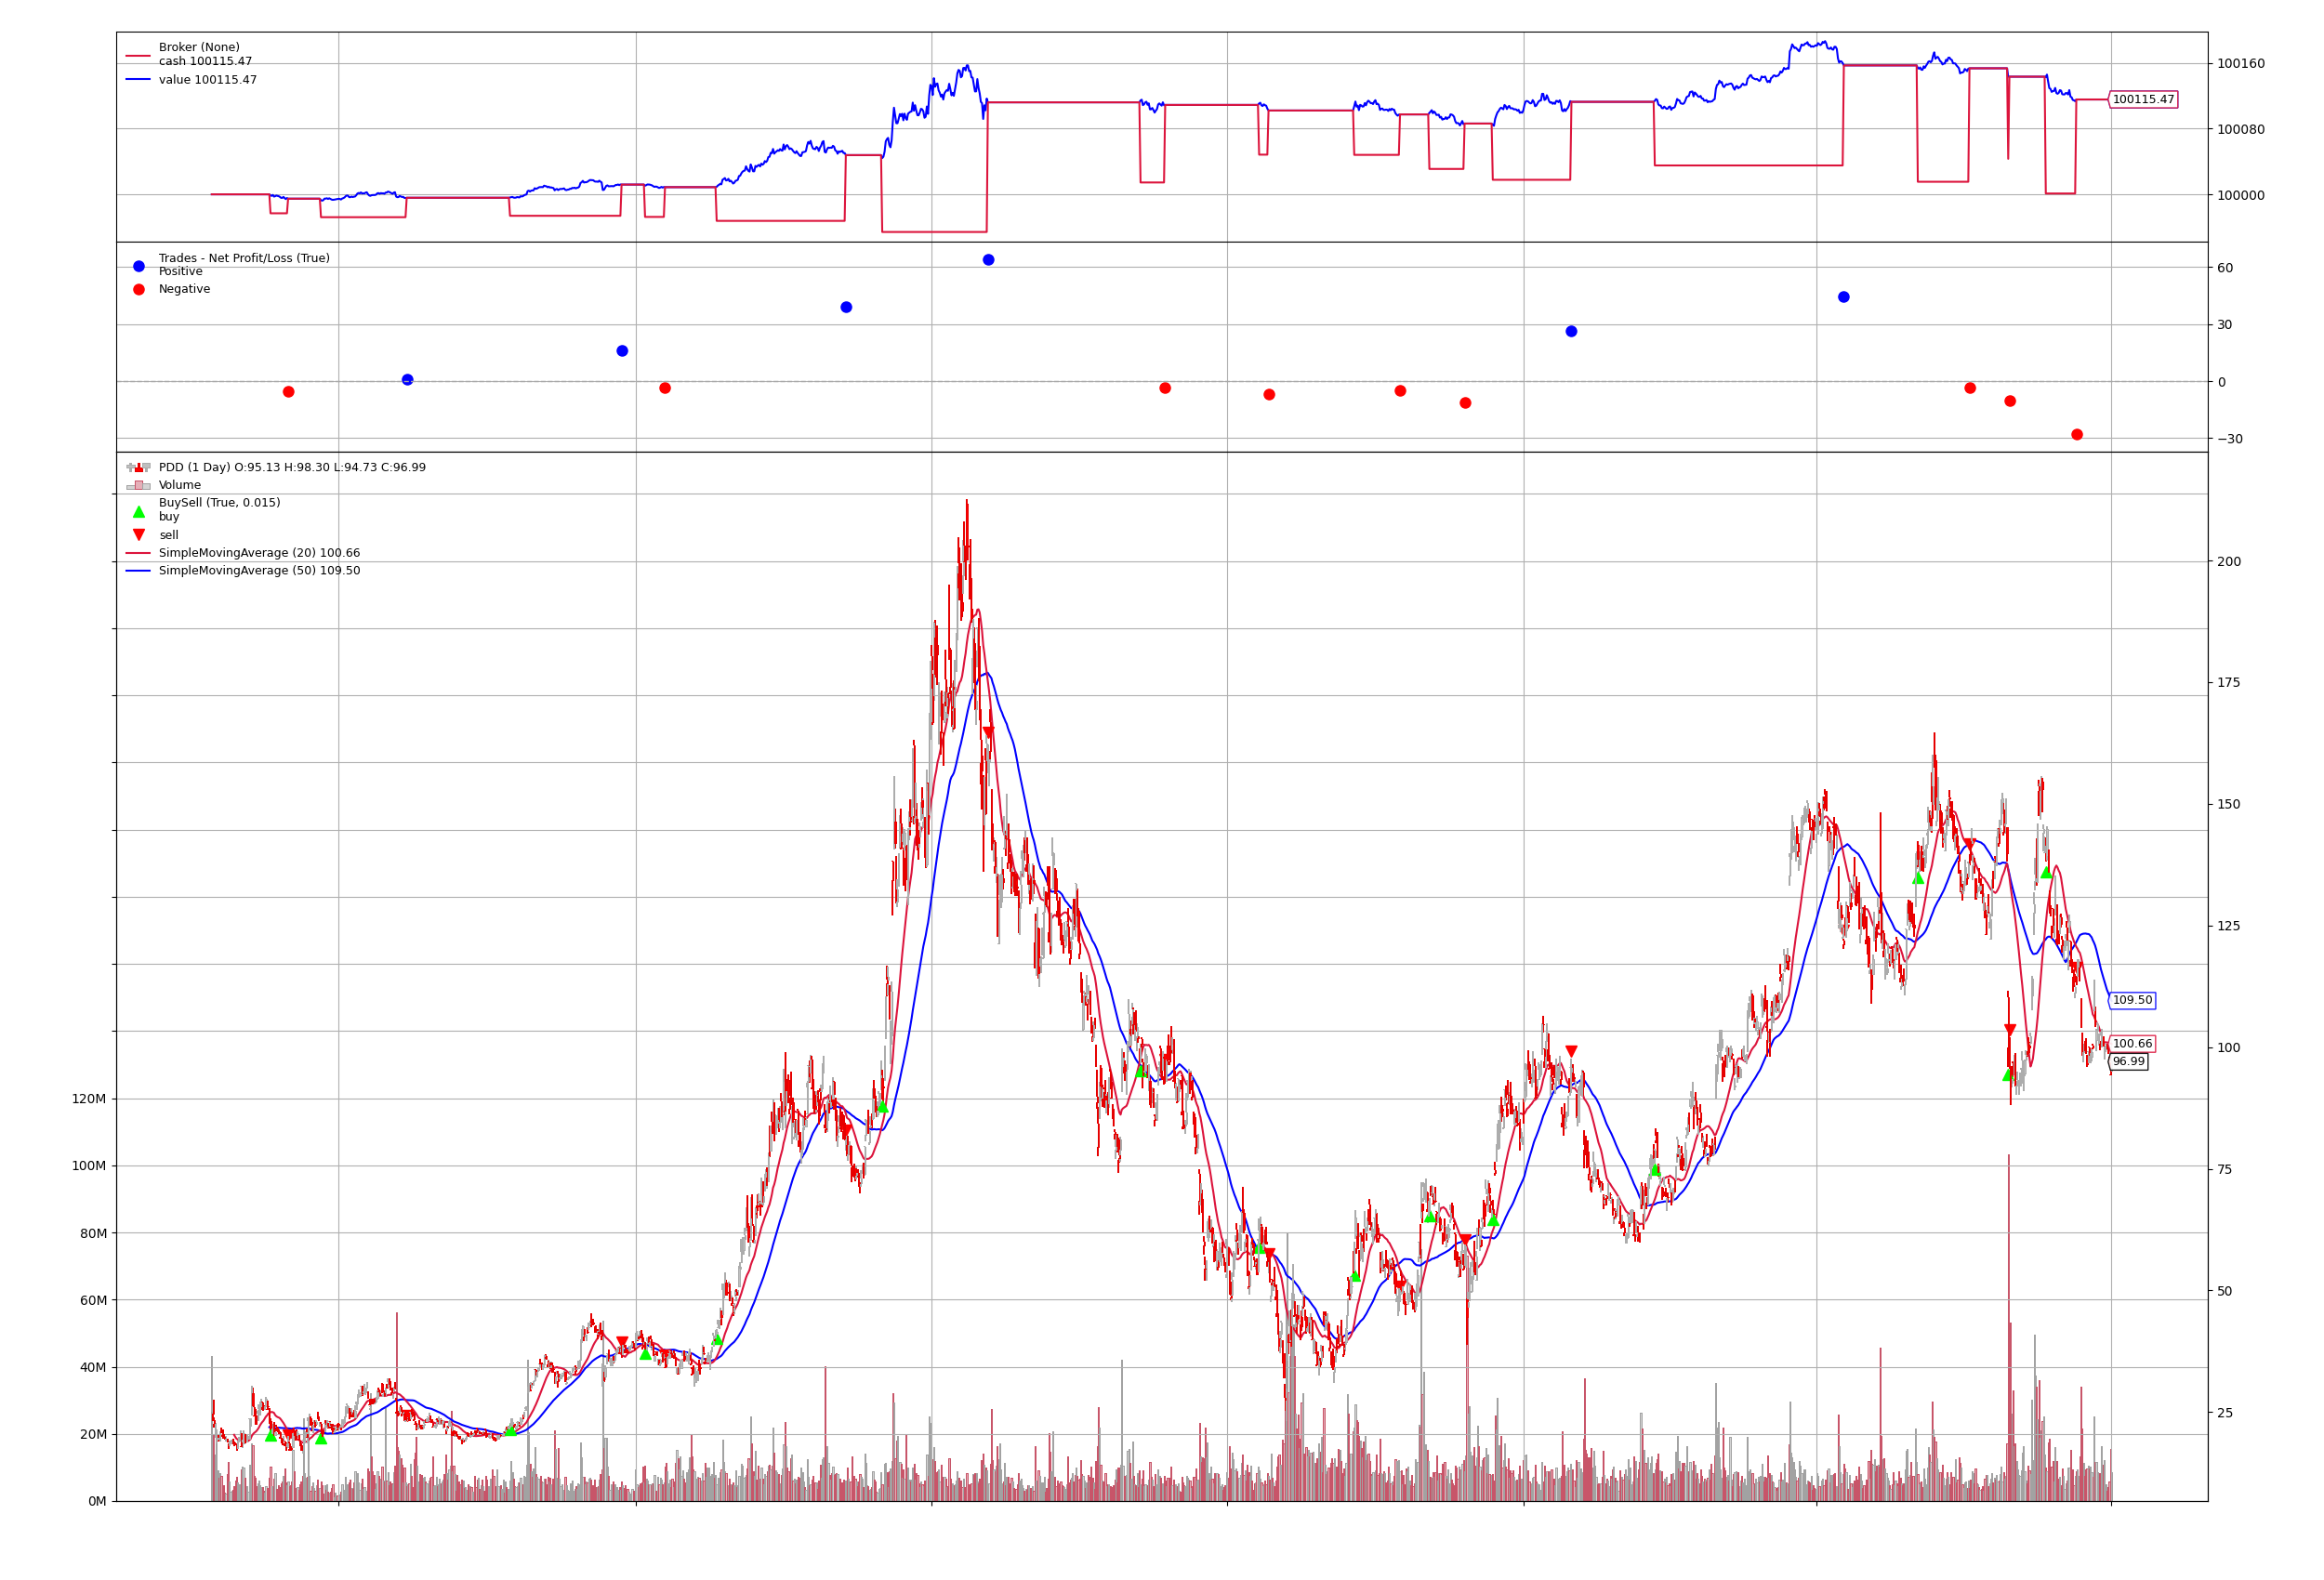 Broker (None)
cash 100115.47
value 100115.47
100160
100115.47
100080
100000
Trades - Net Profit/Loss (True)
Positive
Negative
60
30
0
−30
PDD (1 Day) O:95.13 H:98.30 L:94.73 C:96.99
Volume
BuySell (True, 0.015)
buy
sell
SimpleMovingAverage (20) 100.66
SimpleMovingAverage (50) 109.50
200
175
150
125
109.50
100.66
100
96.99
75
50
25
120M
100M
80M
60M
40M
20M
0M